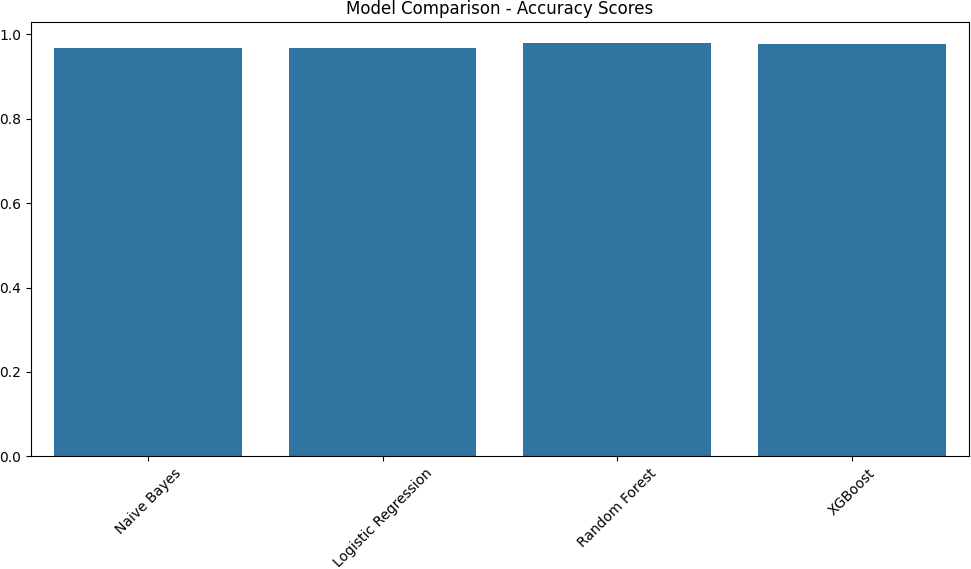 Model Comparison - Accuracy Scores
1.0
0.8
0.6
0.4
0.2
0.0
Naive Bayes
Logistic Regression
Random Forest
XGBoost